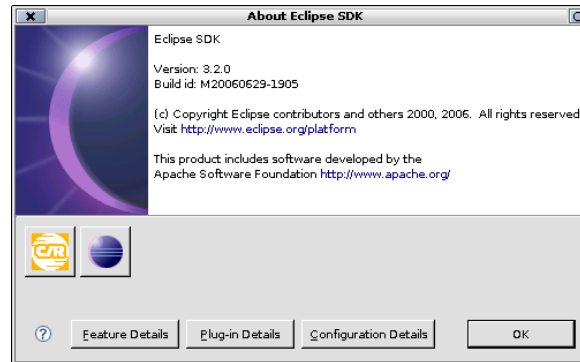 About Eclipse SDK
Eclipse SDK
Version: 3.2.0
Build id: M20060629-1905
(c) Copyright Eclipse contributors and others 2000, 2006. All rights reserved
Visit http://www.eclipse.org/platform
This product includes software developed by the
Apache Software Foundation http://www.apache.org/
C/R
Feature Details
Plug-in Details
Configuration Details
OK